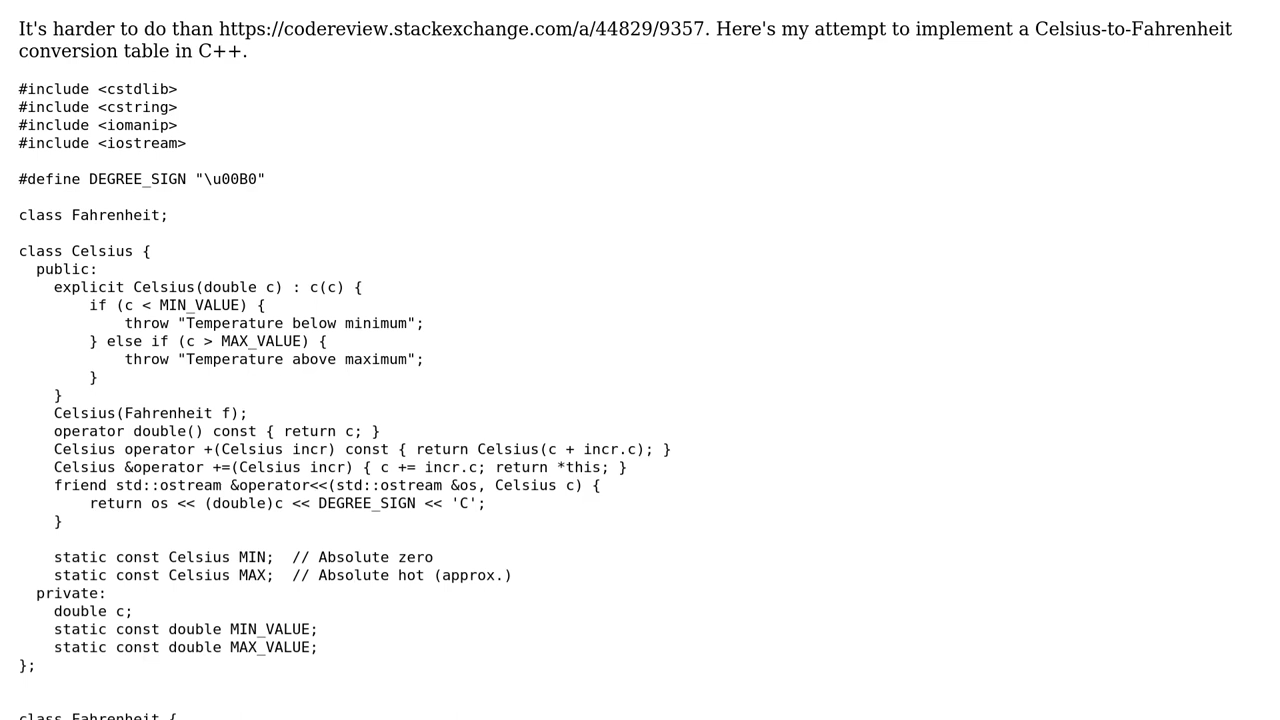 It's harder to do than https://codereview.stackexchange.com/a/44829/9357. Here's my attempt to implement a Celsius-to-Fahrenheit
conversion table in C++.
#include <cstdlib>
#include <cstring>
#include <iomanip>
#include <iostream>
#define DEGREE_SIGN "\u00B0"
class Fahrenheit;
class Celsius {
  public:
    explicit Celsius(double c) : c(c) {
        if (c < MIN_VALUE) {
            throw "Temperature below minimum";
        } else if (c > MAX_VALUE) {
            throw "Temperature above maximum";
        }
    }
    Celsius(Fahrenheit f);
    operator double() const { return c; }
    Celsius operator +(Celsius incr) const { return Celsius(c + incr.c); }
    Celsius &operator +=(Celsius incr) { c += incr.c; return *this; }
    friend std::ostream &operator<<(std::ostream &os, Celsius c) {
        return os << (double)c << DEGREE_SIGN << 'C';
    }
    static const Celsius MIN;  // Absolute zero
    static const Celsius MAX;  // Absolute hot (approx.)
  private:
    double c;
    static const double MIN_VALUE;
    static const double MAX_VALUE;
};
class Fahrenheit {